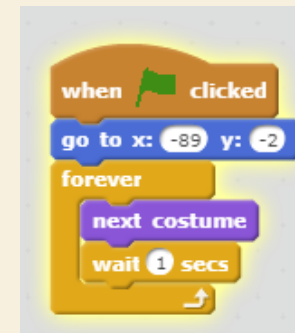 when clicked
go to x: -89 y: -2
forever
next costume
wait 1 secs